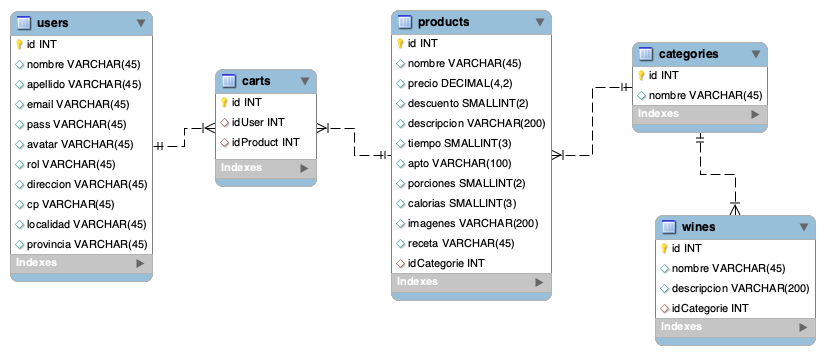 users
id INT
nombre VARCHAR(45)
apellido VARCHAR(45)
email VARCHAR(45)
pass VARCHAR(45)
avatar VARCHAR(45)
rol VARCHAR(45)
direccion VARCHAR(45)
cp VARCHAR(45)
localidad VARCHAR(45)
provincia VARCHAR(45)
Indexes
carts
id INT
idUser INT
idProduct INT
Indexes
products
id INT
nombre VARCHAR(45)
precio DECIMAL(4,2)
descuento SMALLINT(2)
descripcion VARCHAR(200)
tiempo SMALLINT(3)
apto VARCHAR(100)
porciones SMALLINT(2)
calorias SMALLINT(3)
imagenes VARCHAR(200)
receta VARCHAR(45)
idCategorie INT
Indexes
categories
id INT
nombre VARCHAR(45)
Indexes
wines
id INT
nombre VARCHAR(45)
descripcion VARCHAR(200)
idCategorie INT
Indexes